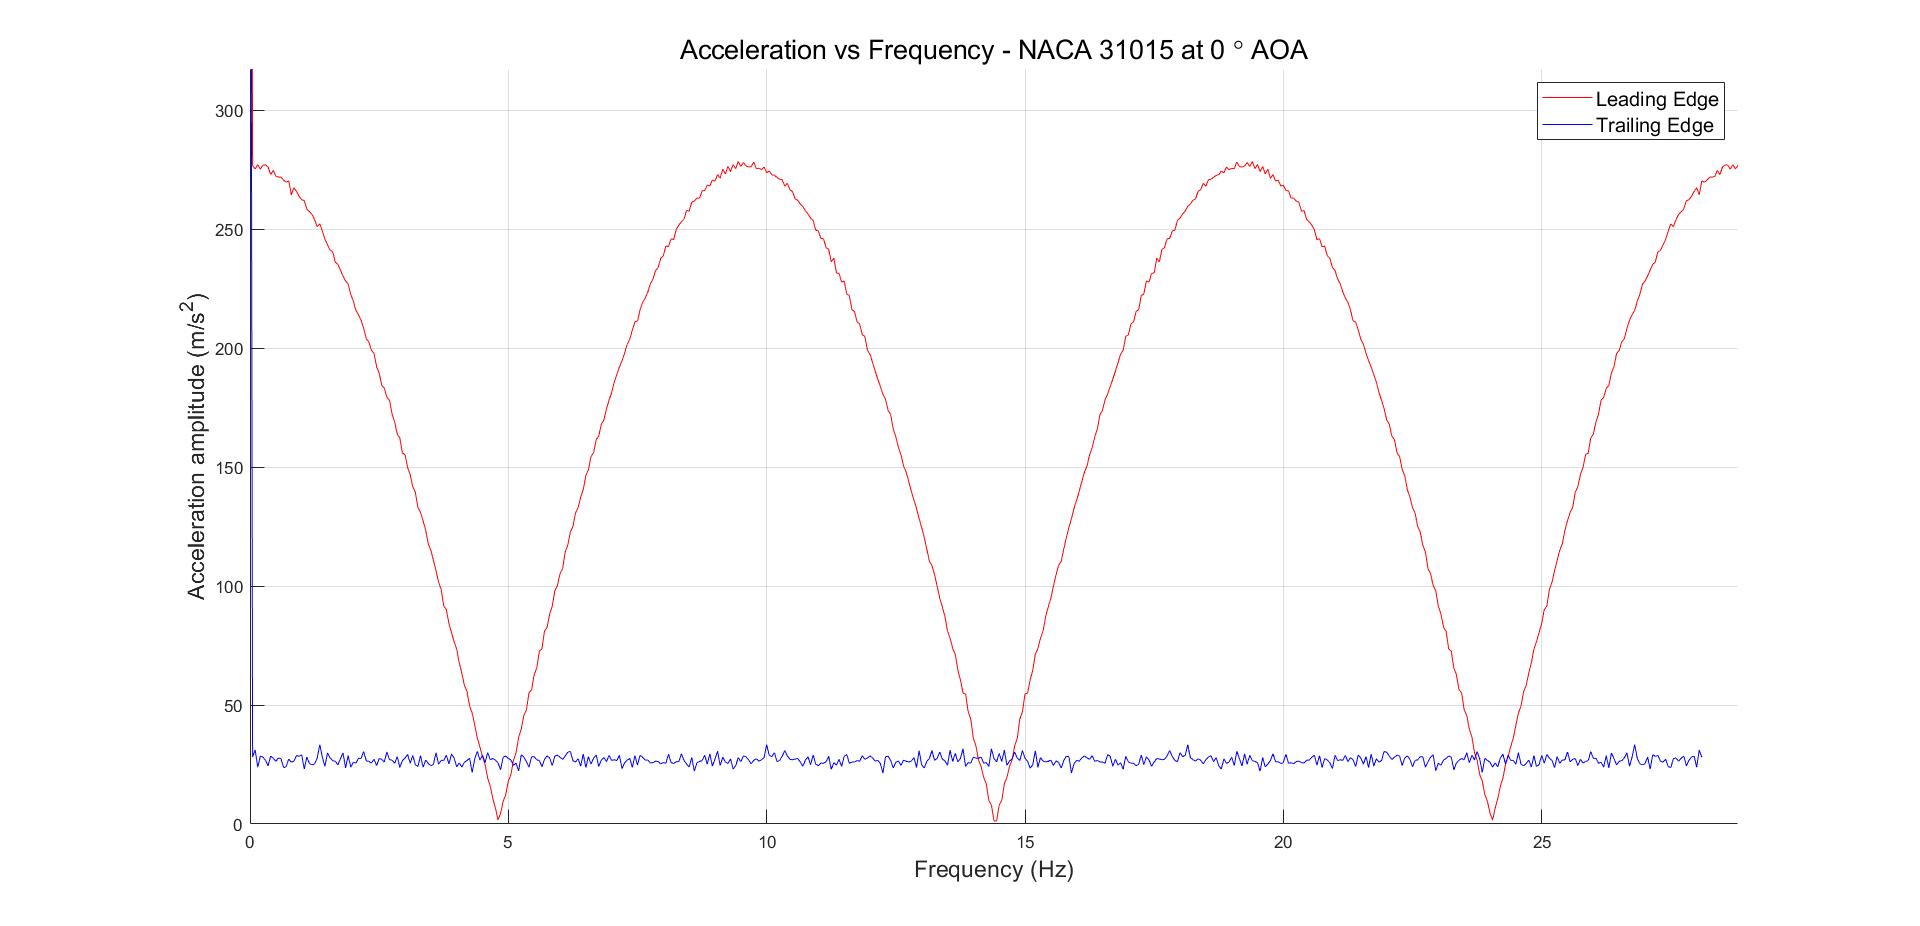 Acceleration vs Frequency - NACA 31015 at 0 ° AOA
Leading Edge
Trailing Edge
300
250
200
150
100
50
0
Acceleration amplitude (m/s²)
0 5 10 15 20 25
Frequency (Hz)